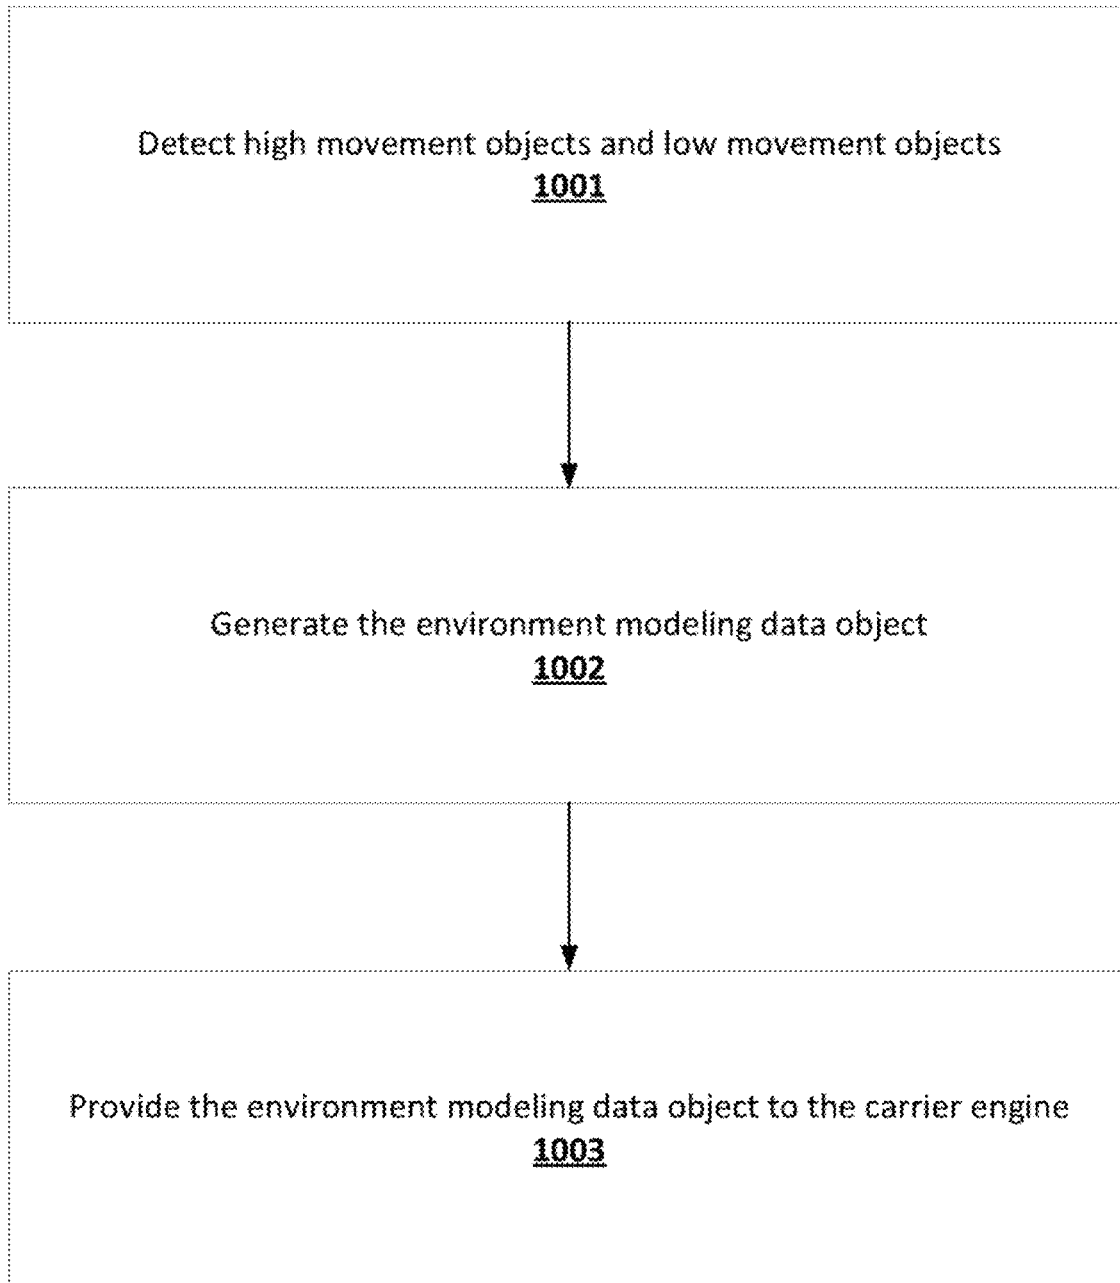 Detect high movement objects and low movement objects
1001
Generate the environment modeling data object
1002
Provide the environment modeling data object to the carrier engine
1003